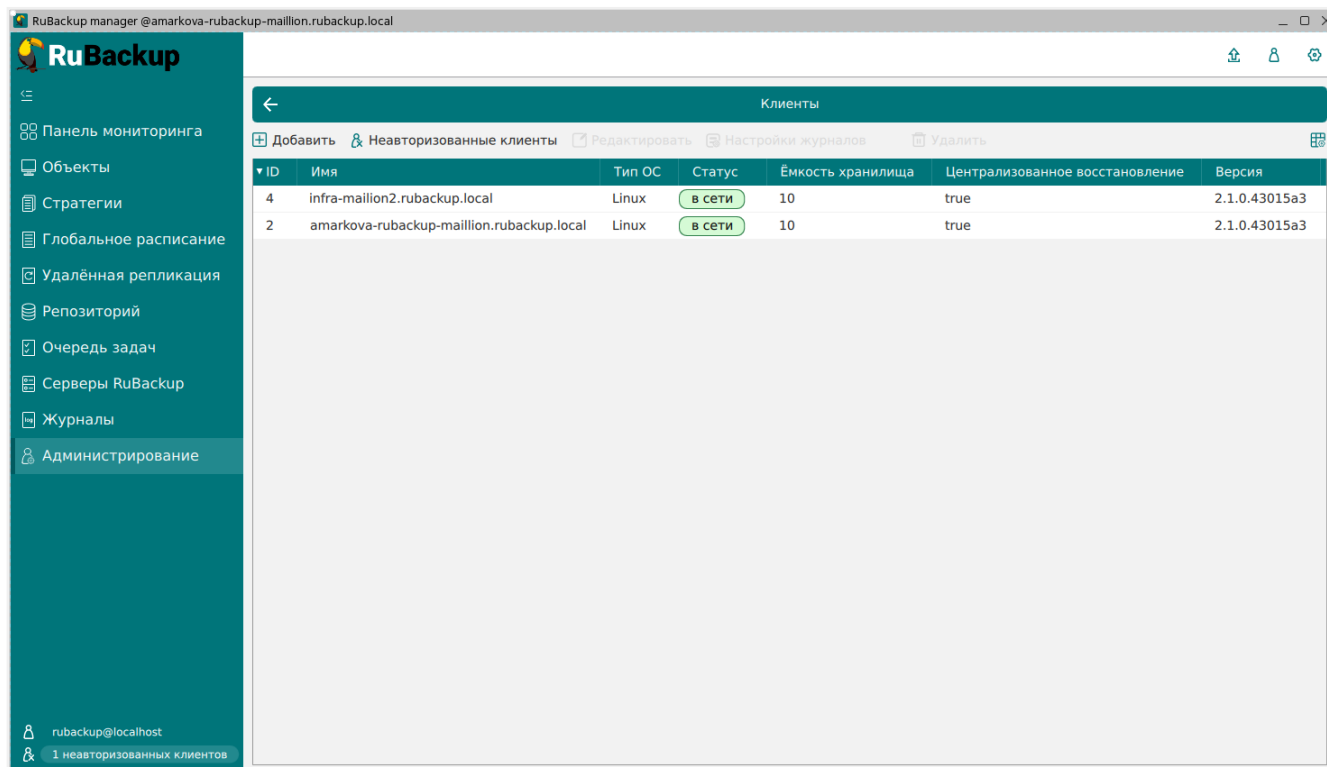 RuBackup manager @amarkova-rubackup-maillion.rubackup.local
RuBackup
Панель мониторинга
Объекты
Стратегии
Глобальное расписание
Удалённая репликация
Репозиторий
Очередь задач
Серверы RuBackup
Журналы
Администрирование
rubackup@localhost
1 неавторизованных клиентов
Клиенты
Добавить Неавторизованные клиенты Редактировать Настройки журналов Удалить
ID Имя Тип ОС Статус Ёмкость хранилища Централизованное восстановление Версия
4 infra-mailion2.rubackup.local Linux в сети 10 true 2.1.0.43015a3
2 amarkova-rubackup-maillion.rubackup.local Linux в сети 10 true 2.1.0.43015a3